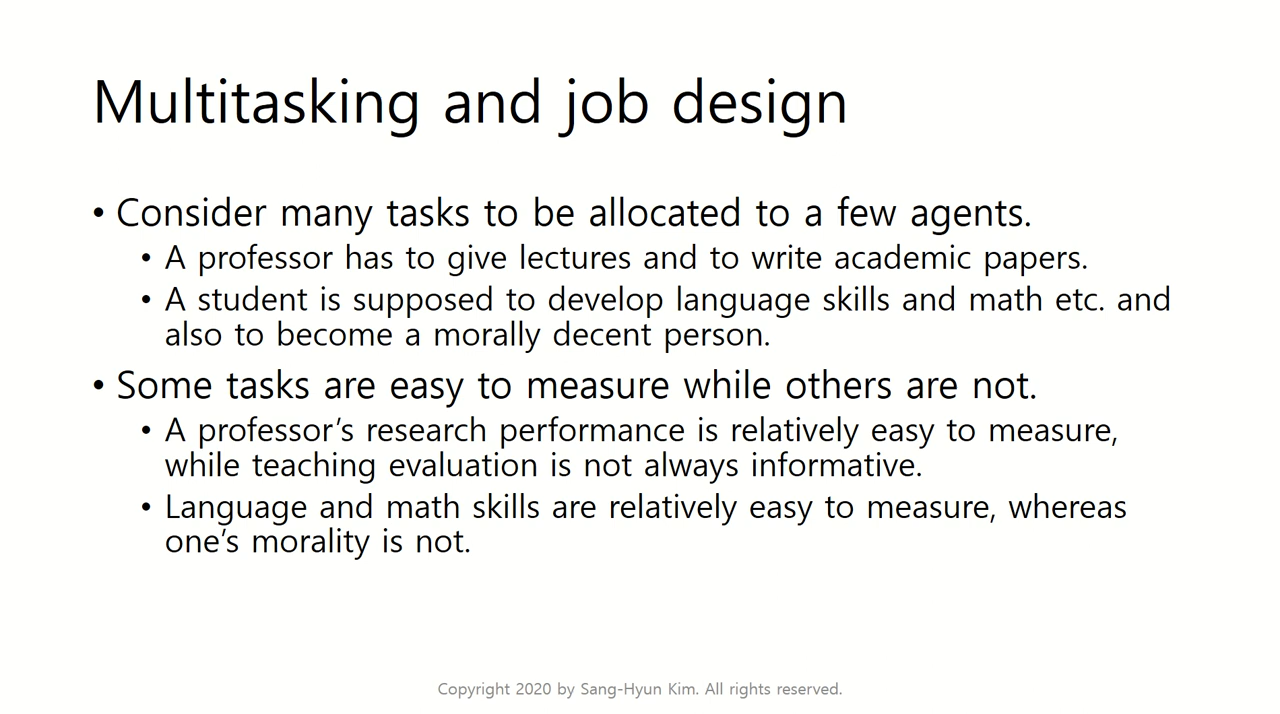 Multitasking and job design
• Consider many tasks to be allocated to a few agents.
• A professor has to give lectures and to write academic papers.
• A student is supposed to develop language skills and math etc. and
also to become a morally decent person.
• Some tasks are easy to measure while others are not.
• A professor’s research performance is relatively easy to measure,
while teaching evaluation is not always informative.
• Language and math skills are relatively easy to measure, whereas
one’s morality is not.
Copyright 2020 by Sang-Hyun Kim. All rights reserved.